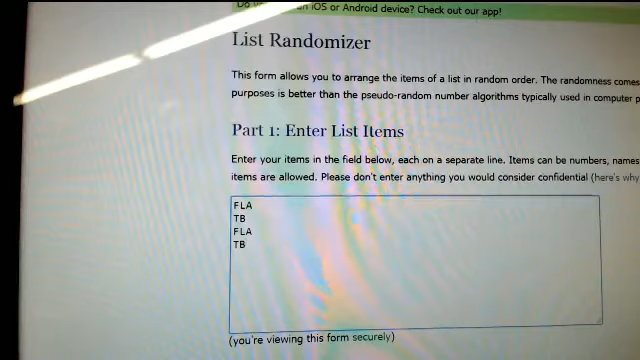 an iOS or Android device? Check out our app!
List Randomizer
This form allows you to arrange the items of a list in random order. The randomness comes
purposes is better than the pseudo-random number algorithms typically used in computer p
Part 1: Enter List Items
Enter your items in the field below, each on a separate line. Items can be numbers, names
items are allowed. Please don't enter anything you would consider confidential (here's why
FLA
TB
FLA
TB
(you're viewing this form securely)